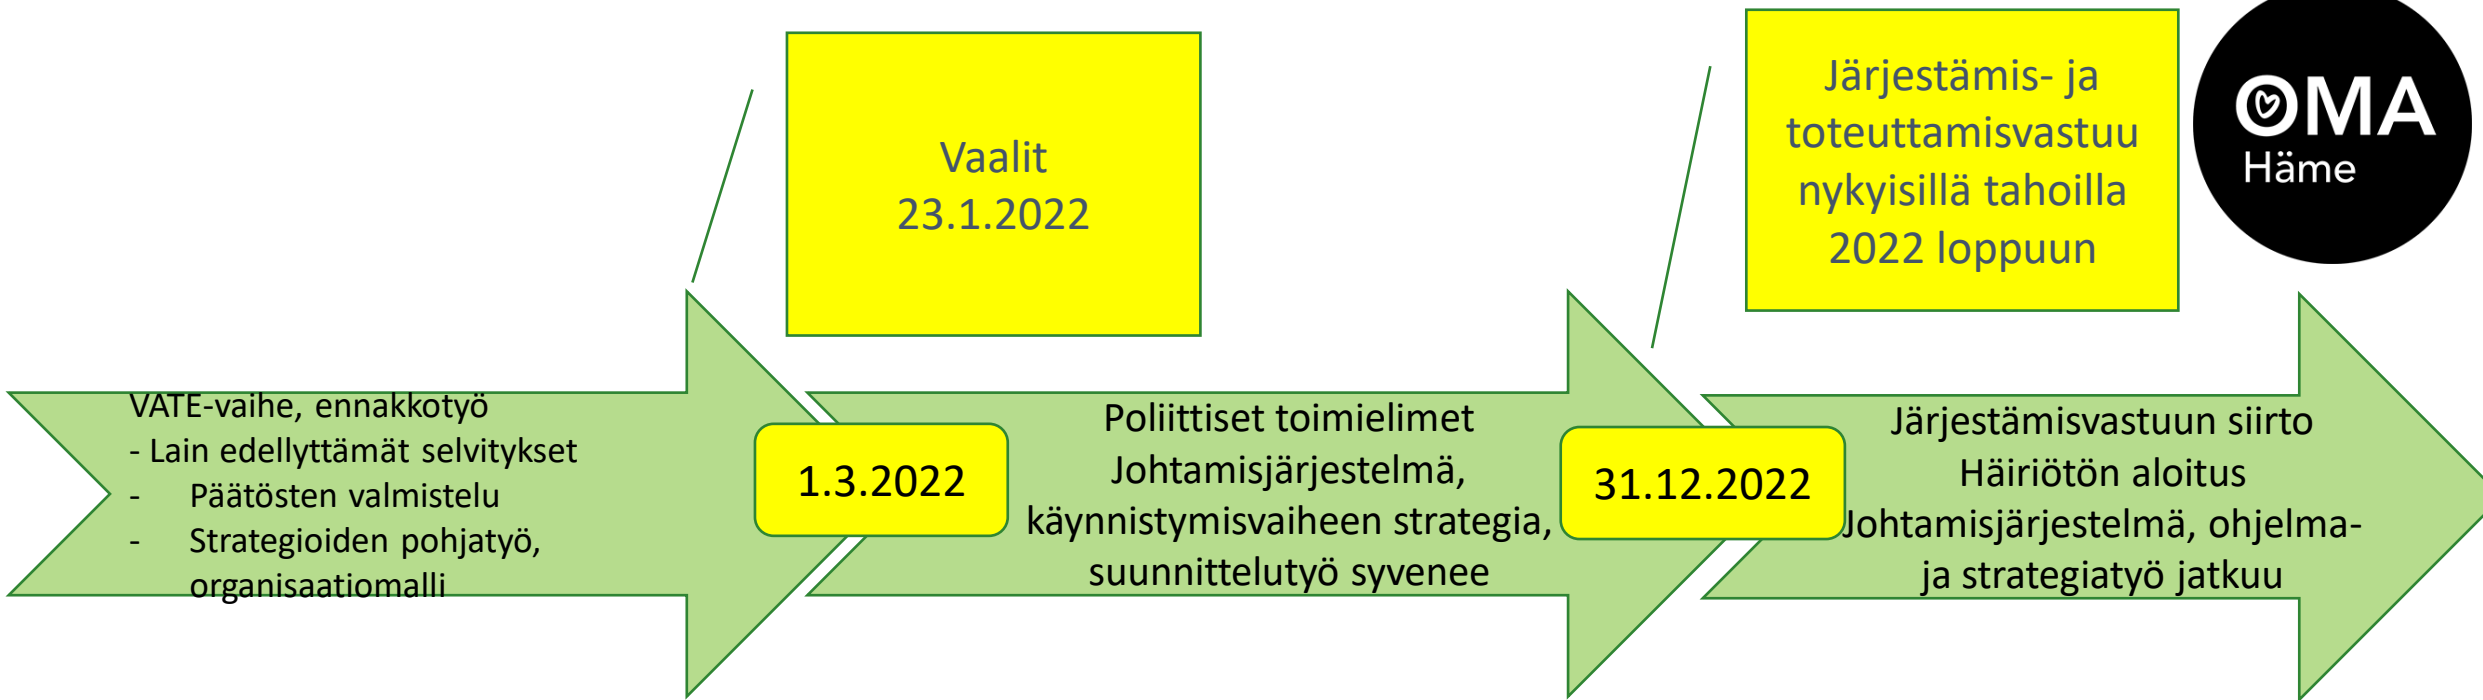 Vaalit
23.1.2022
Järjestämis- ja
toteuttamisvastuu
nykyisillä tahoilla
2022 loppuun
OMA
Häme
VATE-vaihe, ennakkotyö
- Lain edellyttämät selvitykset
- Päätösten valmistelu
- Strategioiden pohjatyö,
organisaatiomalli
1.3.2022
Poliittiset toimielimet
Johtamisjärjestelmä,
käynnistymisvaiheen strategia,
suunnittelutyö syvenee
31.12.2022
Järjestämisvastuun siirto
Häiriötön aloitus
Johtamisjärjestelmä, ohjelma-
ja strategiatyö jatkuu